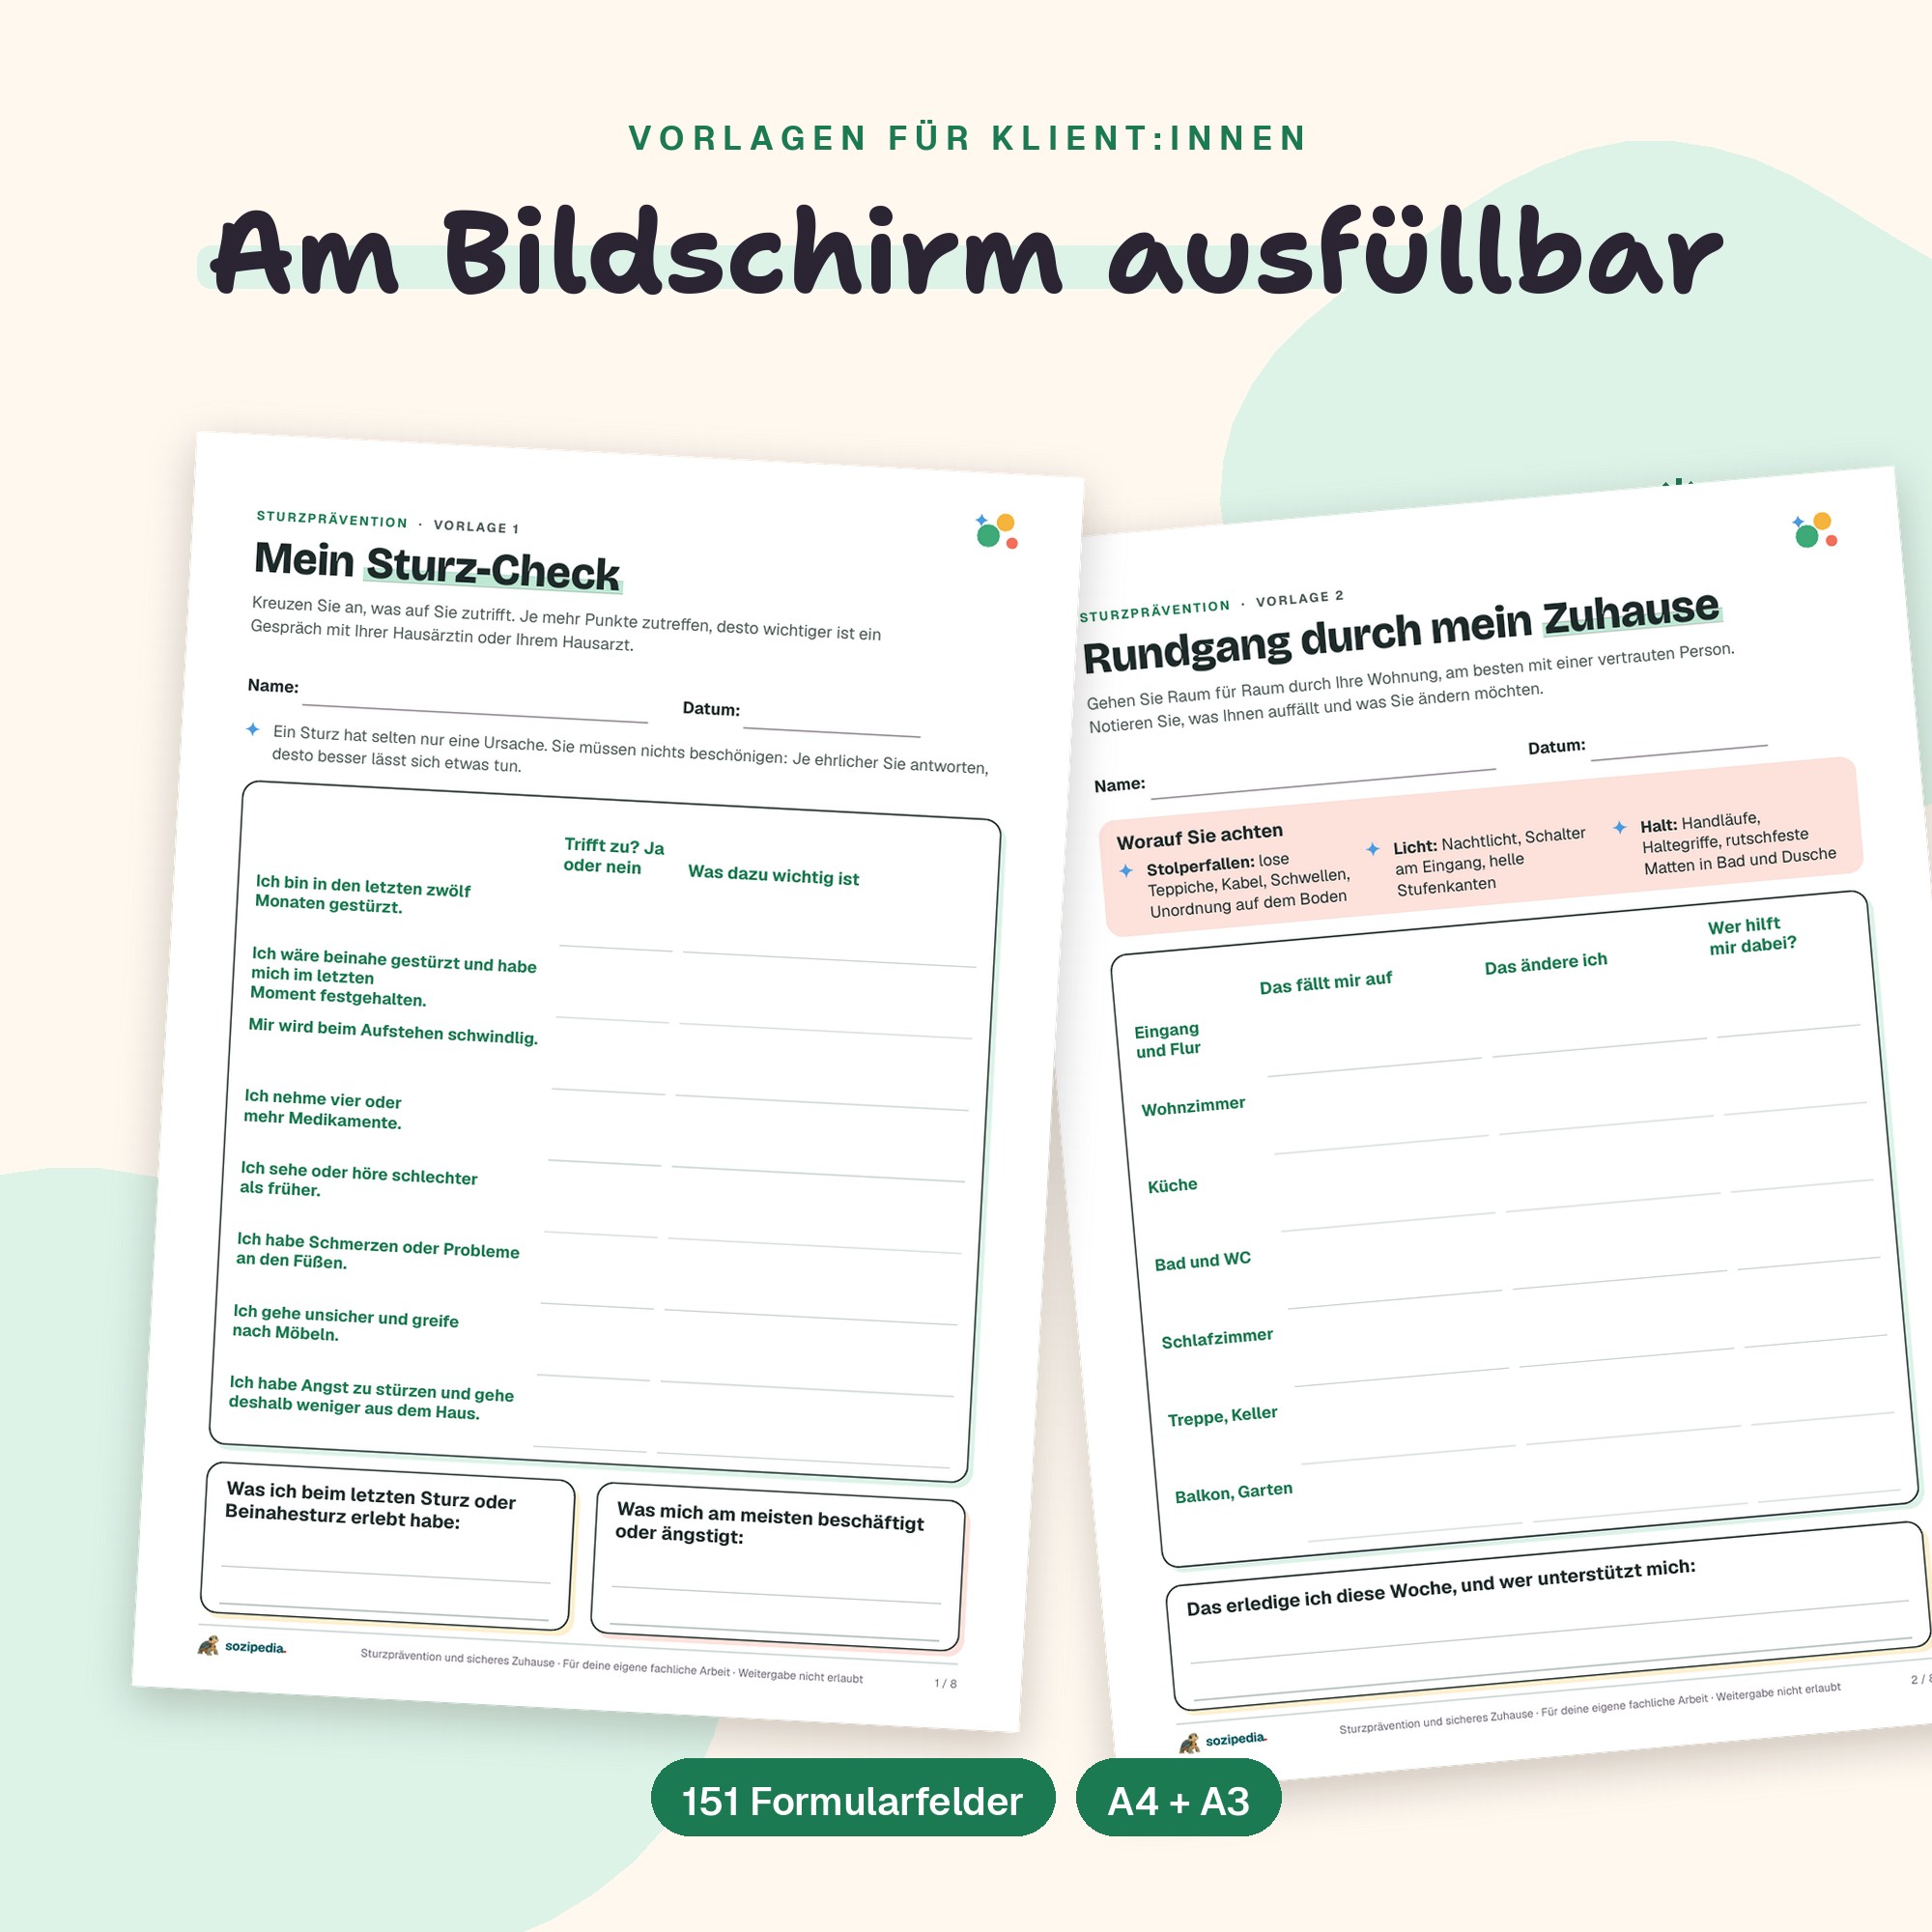 VORLAGEN FÜR KLIENT:INNEN
Am Bildschirm ausfüllbar
STURZPRÄVENTION · VORLAGE 1
Mein Sturz-Check
Kreuzen Sie an, was auf Sie zutrifft. Je mehr Punkte zutreffen, desto wichtiger ist ein
Gespräch mit Ihrer Hausärztin oder Ihrem Hausarzt.
Name:
Datum:
Ein Sturz hat selten nur eine Ursache. Sie müssen nichts beschönigen: Je ehrlicher Sie antworten,
desto besser lässt sich etwas tun.
Trifft zu? Ja
oder nein
Was dazu wichtig ist
Ich bin in den letzten zwölf
Monaten gestürzt.
Ich wäre beinahe gestürzt und habe
mich im letzten
Moment festgehalten.
Mir wird beim Aufstehen schwindlig.
Ich nehme vier oder
mehr Medikamente.
Ich sehe oder höre schlechter
als früher.
Ich habe Schmerzen oder Probleme
an den Füßen.
Ich gehe unsicher und greife
nach Möbeln.
Ich habe Angst zu stürzen und gehe
deshalb weniger aus dem Haus.
Was ich beim letzten Sturz oder
Beinahesturz erlebt habe:
Was mich am meisten beschäftigt
oder ängstigt:
sozipedia.
Sturzprävention und sicheres Zuhause · Für deine eigene fachliche Arbeit · Weitergabe nicht erlaubt
1 / 8
STURZPRÄVENTION · VORLAGE 2
Rundgang durch mein Zuhause
Gehen Sie Raum für Raum durch Ihre Wohnung, am besten mit einer vertrauten Person.
Notieren Sie, was Ihnen auffällt und was Sie ändern möchten.
Name:
Datum:
Worauf Sie achten
Stolperfallen: lose
Teppiche, Kabel, Schwellen,
Unordnung auf dem Boden
Licht: Nachtlicht, Schalter
am Eingang, helle
Stufenkanten
Halt: Handläufe,
Haltegriffe, rutschfeste
Matten in Bad und Dusche
Das fällt mir auf
Das ändere ich
Wer hilft
mir dabei?
Eingang
und Flur
Wohnzimmer
Küche
Bad und WC
Schlafzimmer
Treppe, Keller
Balkon, Garten
Das erledige ich diese Woche, und wer unterstützt mich:
sozipedia.
Sturzprävention und sicheres Zuhause · Für deine eigene fachliche Arbeit · Weitergabe nicht erlaubt
2 / 8
151 Formularfelder
A4 + A3